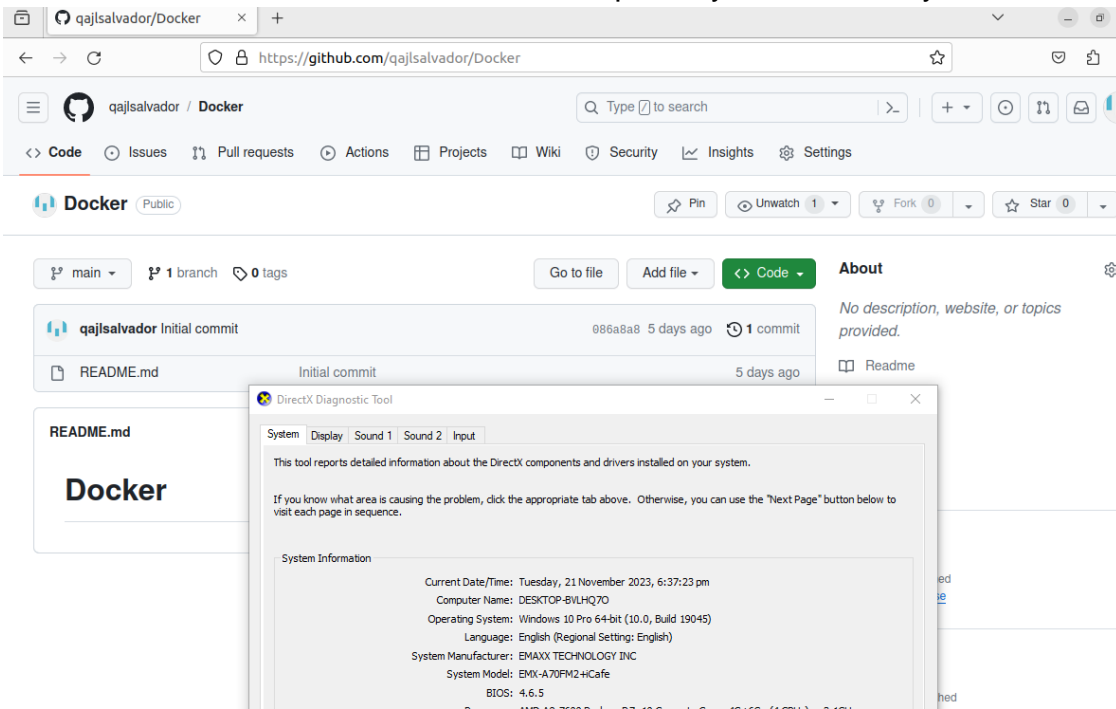 qajlsalvador/Docker
https://github.com/qajlsalvador/Docker
qajlsalvador / Docker
Type / to search
Code Issues Pull requests Actions Projects Wiki Security Insights Settings
Docker Public Pin Unwatch 1 Fork 0 Star 0
main 1 branch 0 tags Go to file Add file <> Code
About
No description, website, or topics
provided.
qajlsalvador Initial commit 086a8a8 5 days ago 1 commit
README.md Initial commit 5 days ago
Readme
README.md
Docker
DirectX Diagnostic Tool
System Display Sound 1 Sound 2 Input
This tool reports detailed information about the DirectX components and drivers installed on your system.
If you know what area is causing the problem, click the appropriate tab above. Otherwise, you can use the "Next Page" button below to
visit each page in sequence.
System Information
Current Date/Time: Tuesday, 21 November 2023, 6:37:23 pm
Computer Name: DESKTOP-BVLHQ7O
Operating System: Windows 10 Pro 64-bit (10.0, Build 19045)
Language: English (Regional Setting: English)
System Manufacturer: EMAXX TECHNOLOGY INC
System Model: EMX-A70FM2+iCafe
BIOS: 4.6.5